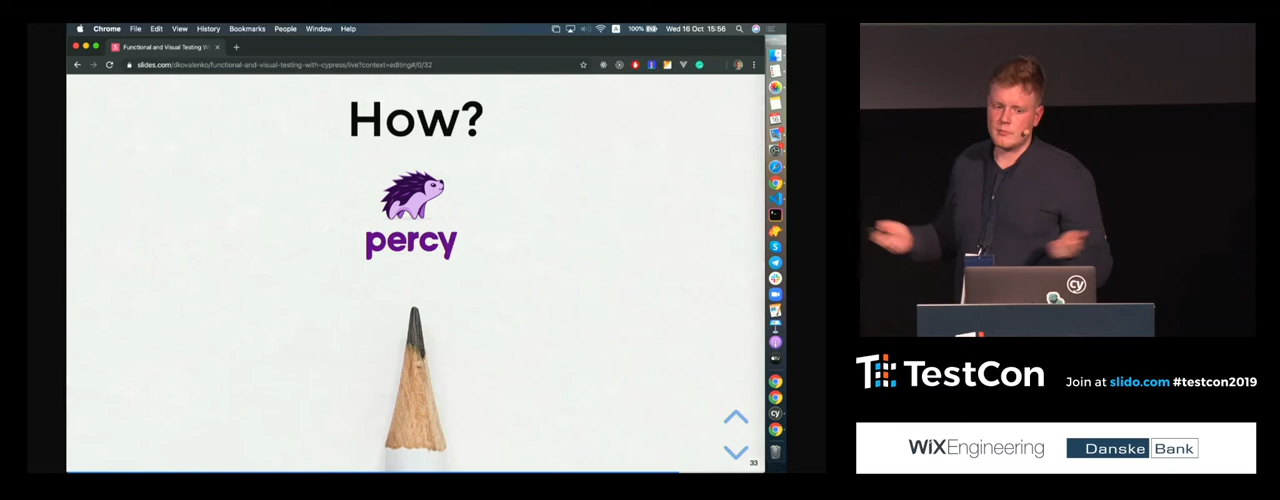 Chrome File Edit View History Bookmarks People Window Help
100% Wed 16 Oct 15:56
Functional and Visual Testing W
slides.com/dkovalenko/functional-and-visual-testing-with-cypress/live?context=editing#/0/32
How?
percy
33
cy
TestCon
Join at slido.com #testcon2019
WiX Engineering
Danske Bank